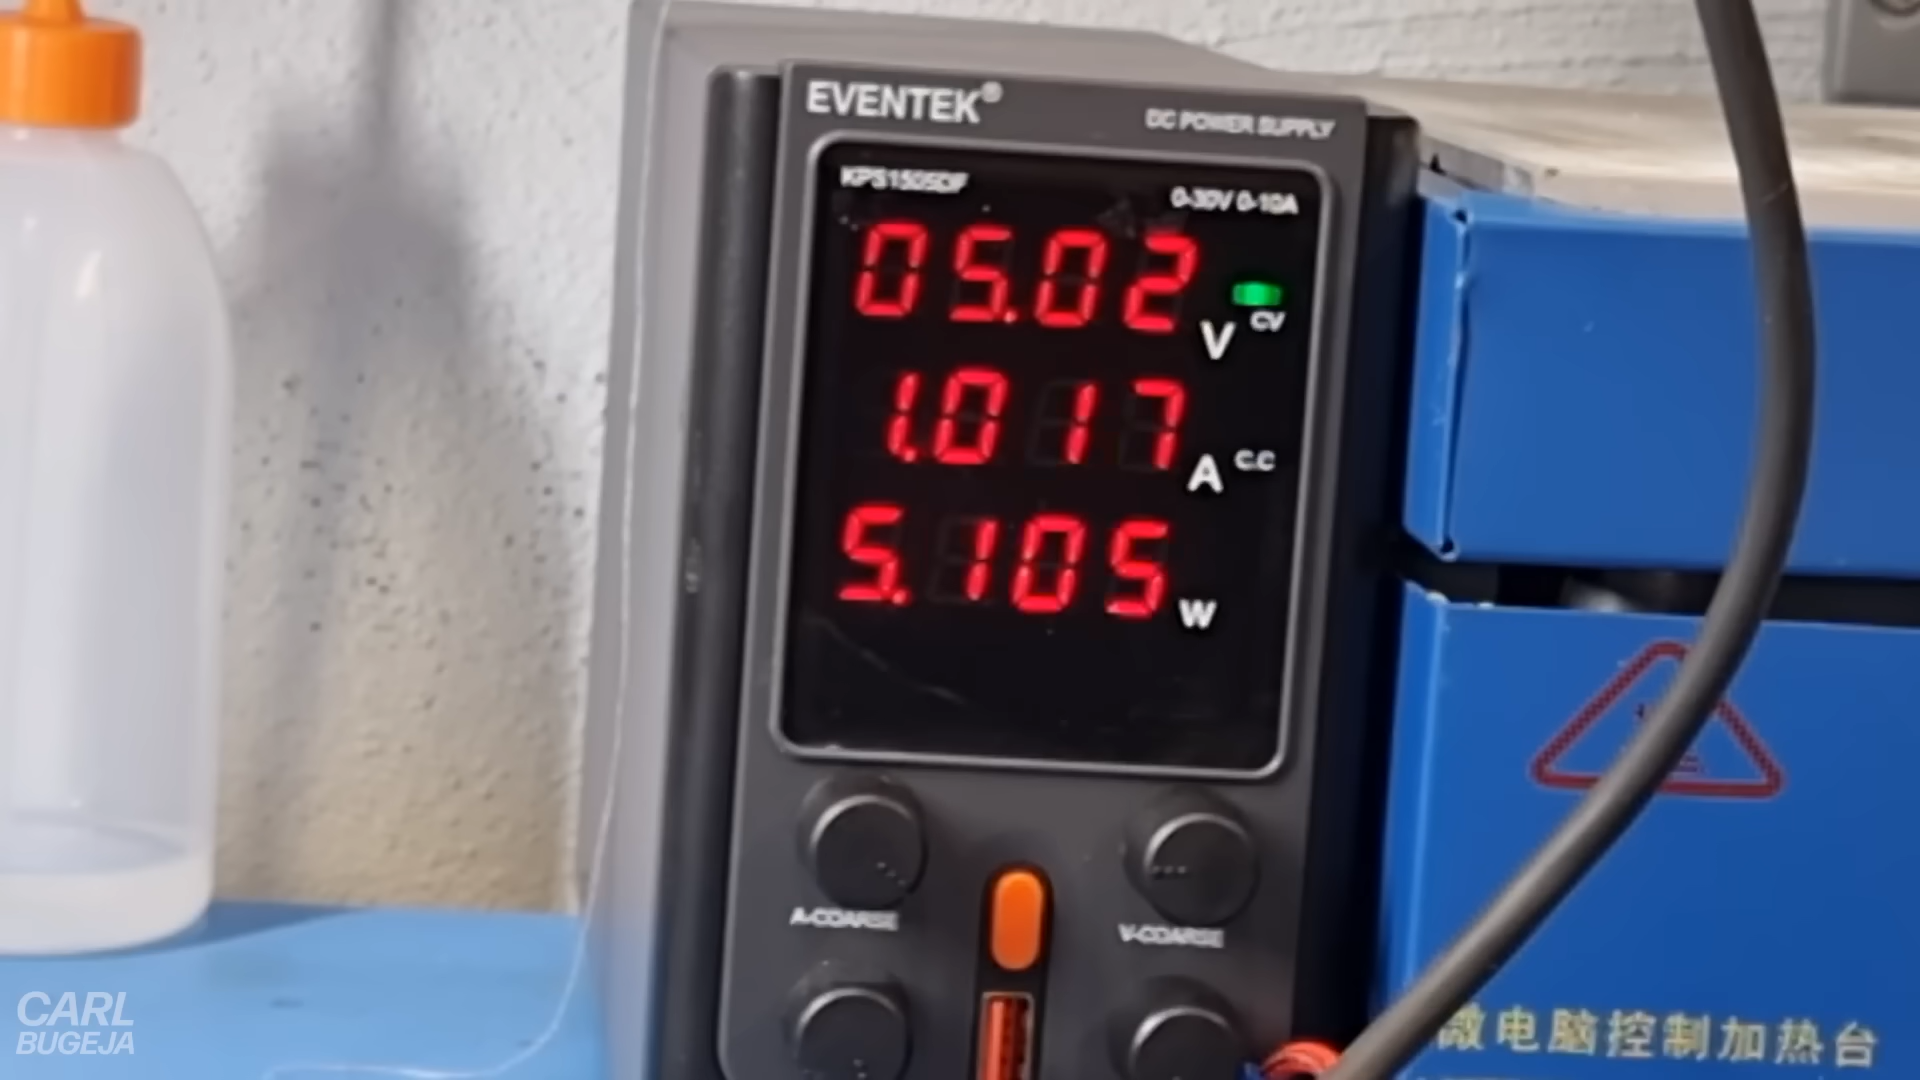 EVENTEK®
DC POWER SUPPLY
KPS1505DF
0-30V 0-10A
05.02 V
CV
1.017 A
C.C
5.105 W
A-COARSE
V-COARSE
微电脑控制加热台
CARL
BUGEJA